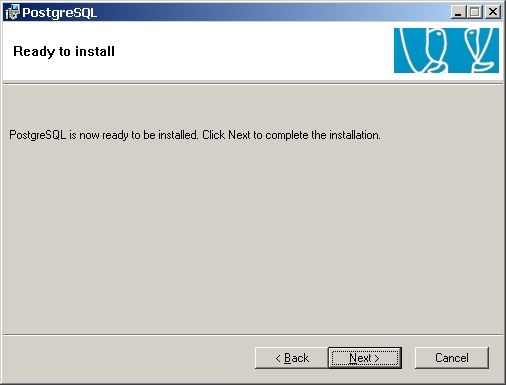 PostgreSQL
Ready to install
PostgreSQL is now ready to be installed. Click Next to complete the installation.
< Back
Next >
Cancel